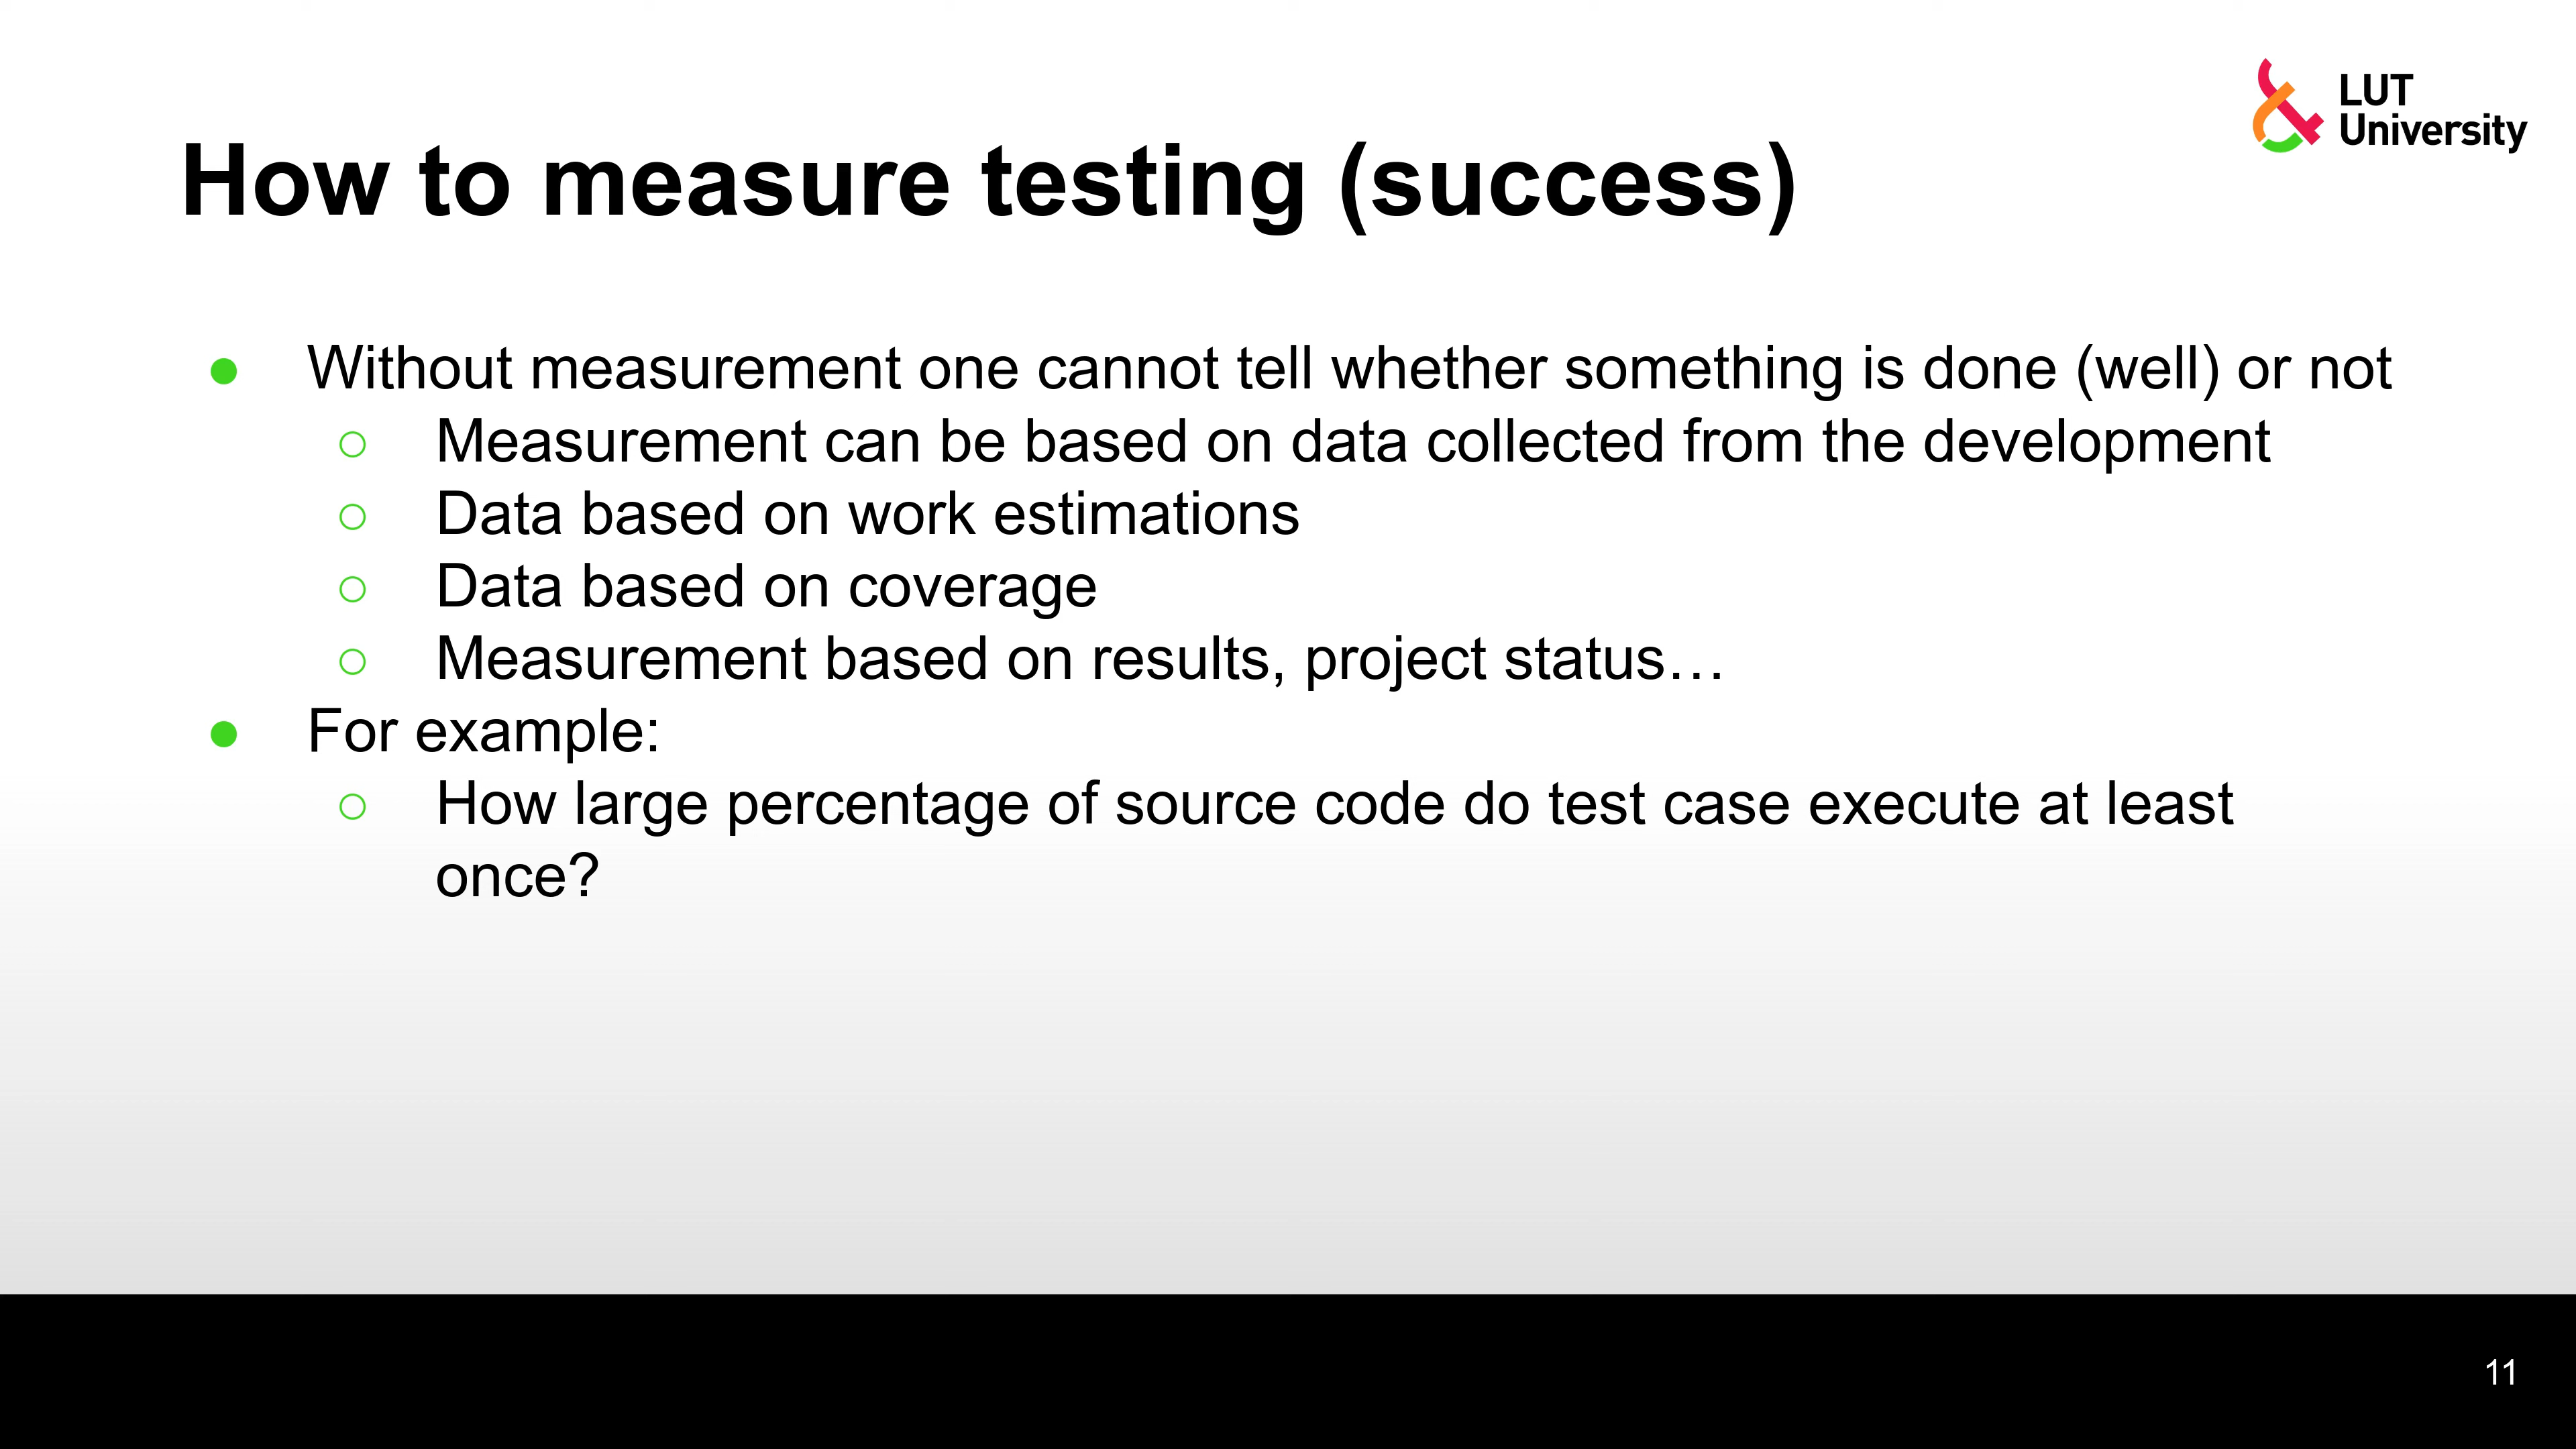 LUT
University
How to measure testing (success)
● Without measurement one cannot tell whether something is done (well) or not
○ Measurement can be based on data collected from the development
○ Data based on work estimations
○ Data based on coverage
○ Measurement based on results, project status…
● For example:
○ How large percentage of source code do test case execute at least
once?
11